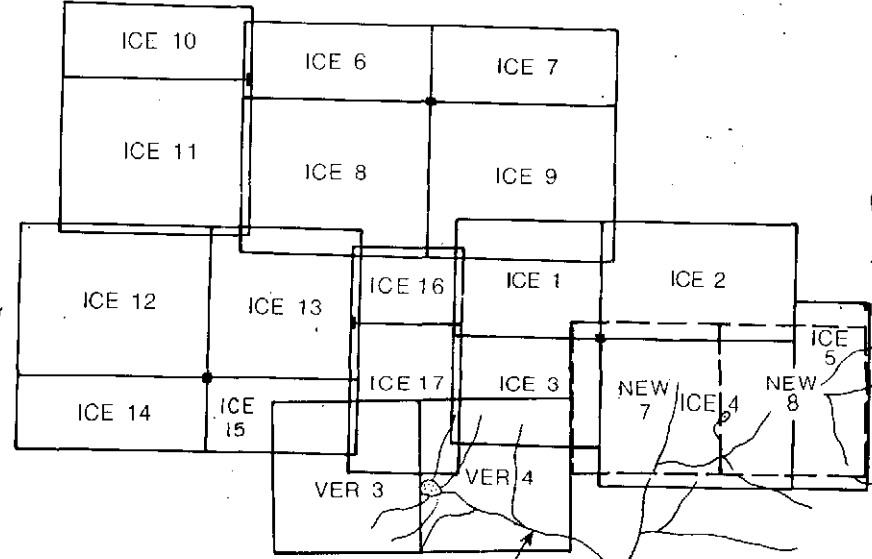 ICE 10
ICE 6
ICE 7
ICE 11
ICE 8
ICE 9
ICE 12
ICE 13
ICE 16
ICE 1
ICE 2
ICE 14
ICE
15
ICE 17
ICE 3
NEW
7
ICE 4
NEW
8
ICE
5
VER 3
VER 4